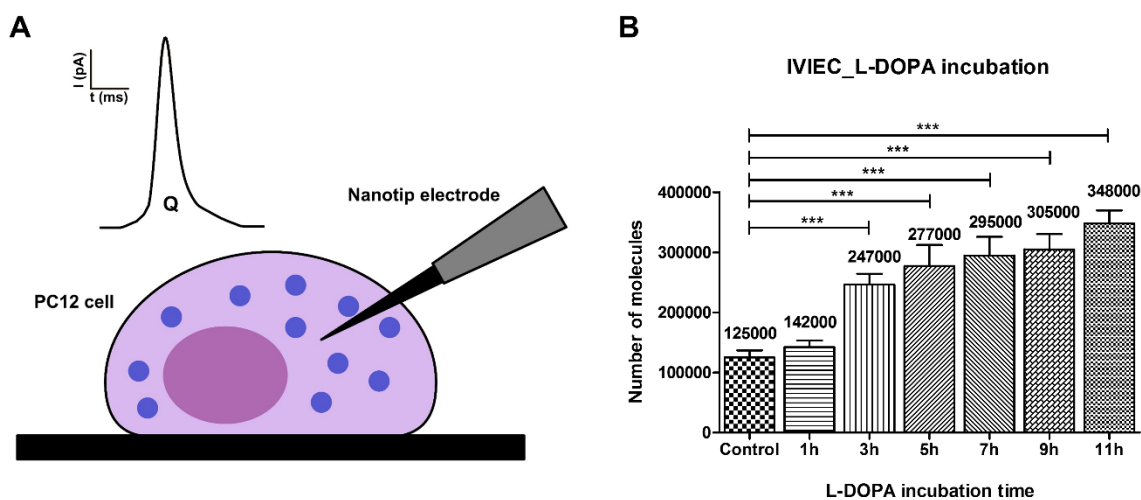 A
I (pA)
t (ms)
Q
Nanotip electrode
PC12 cell
B
IVIEC_L-DOPA incubation
***
***
***
***
***
Number of molecules
400000
300000
200000
100000
0
125000
142000
247000
277000
295000
305000
348000
Control 1h 3h 5h 7h 9h 11h
L-DOPA incubation time